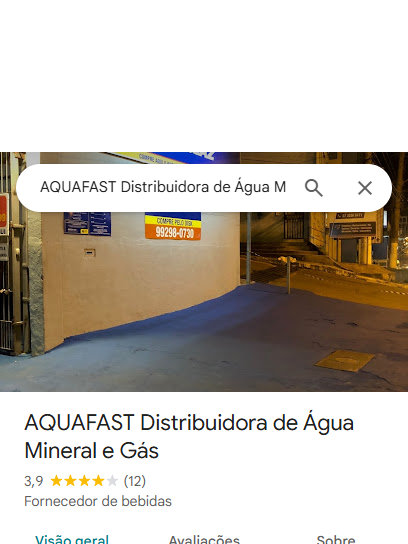 AQUAFAST Distribuidora de Água M
COMPRE PELO DISK
99298-0730
AQUAFAST Distribuidora de Água
Mineral e Gás
3,9 (12)
Fornecedor de bebidas
Visão geral Avaliações Sobre